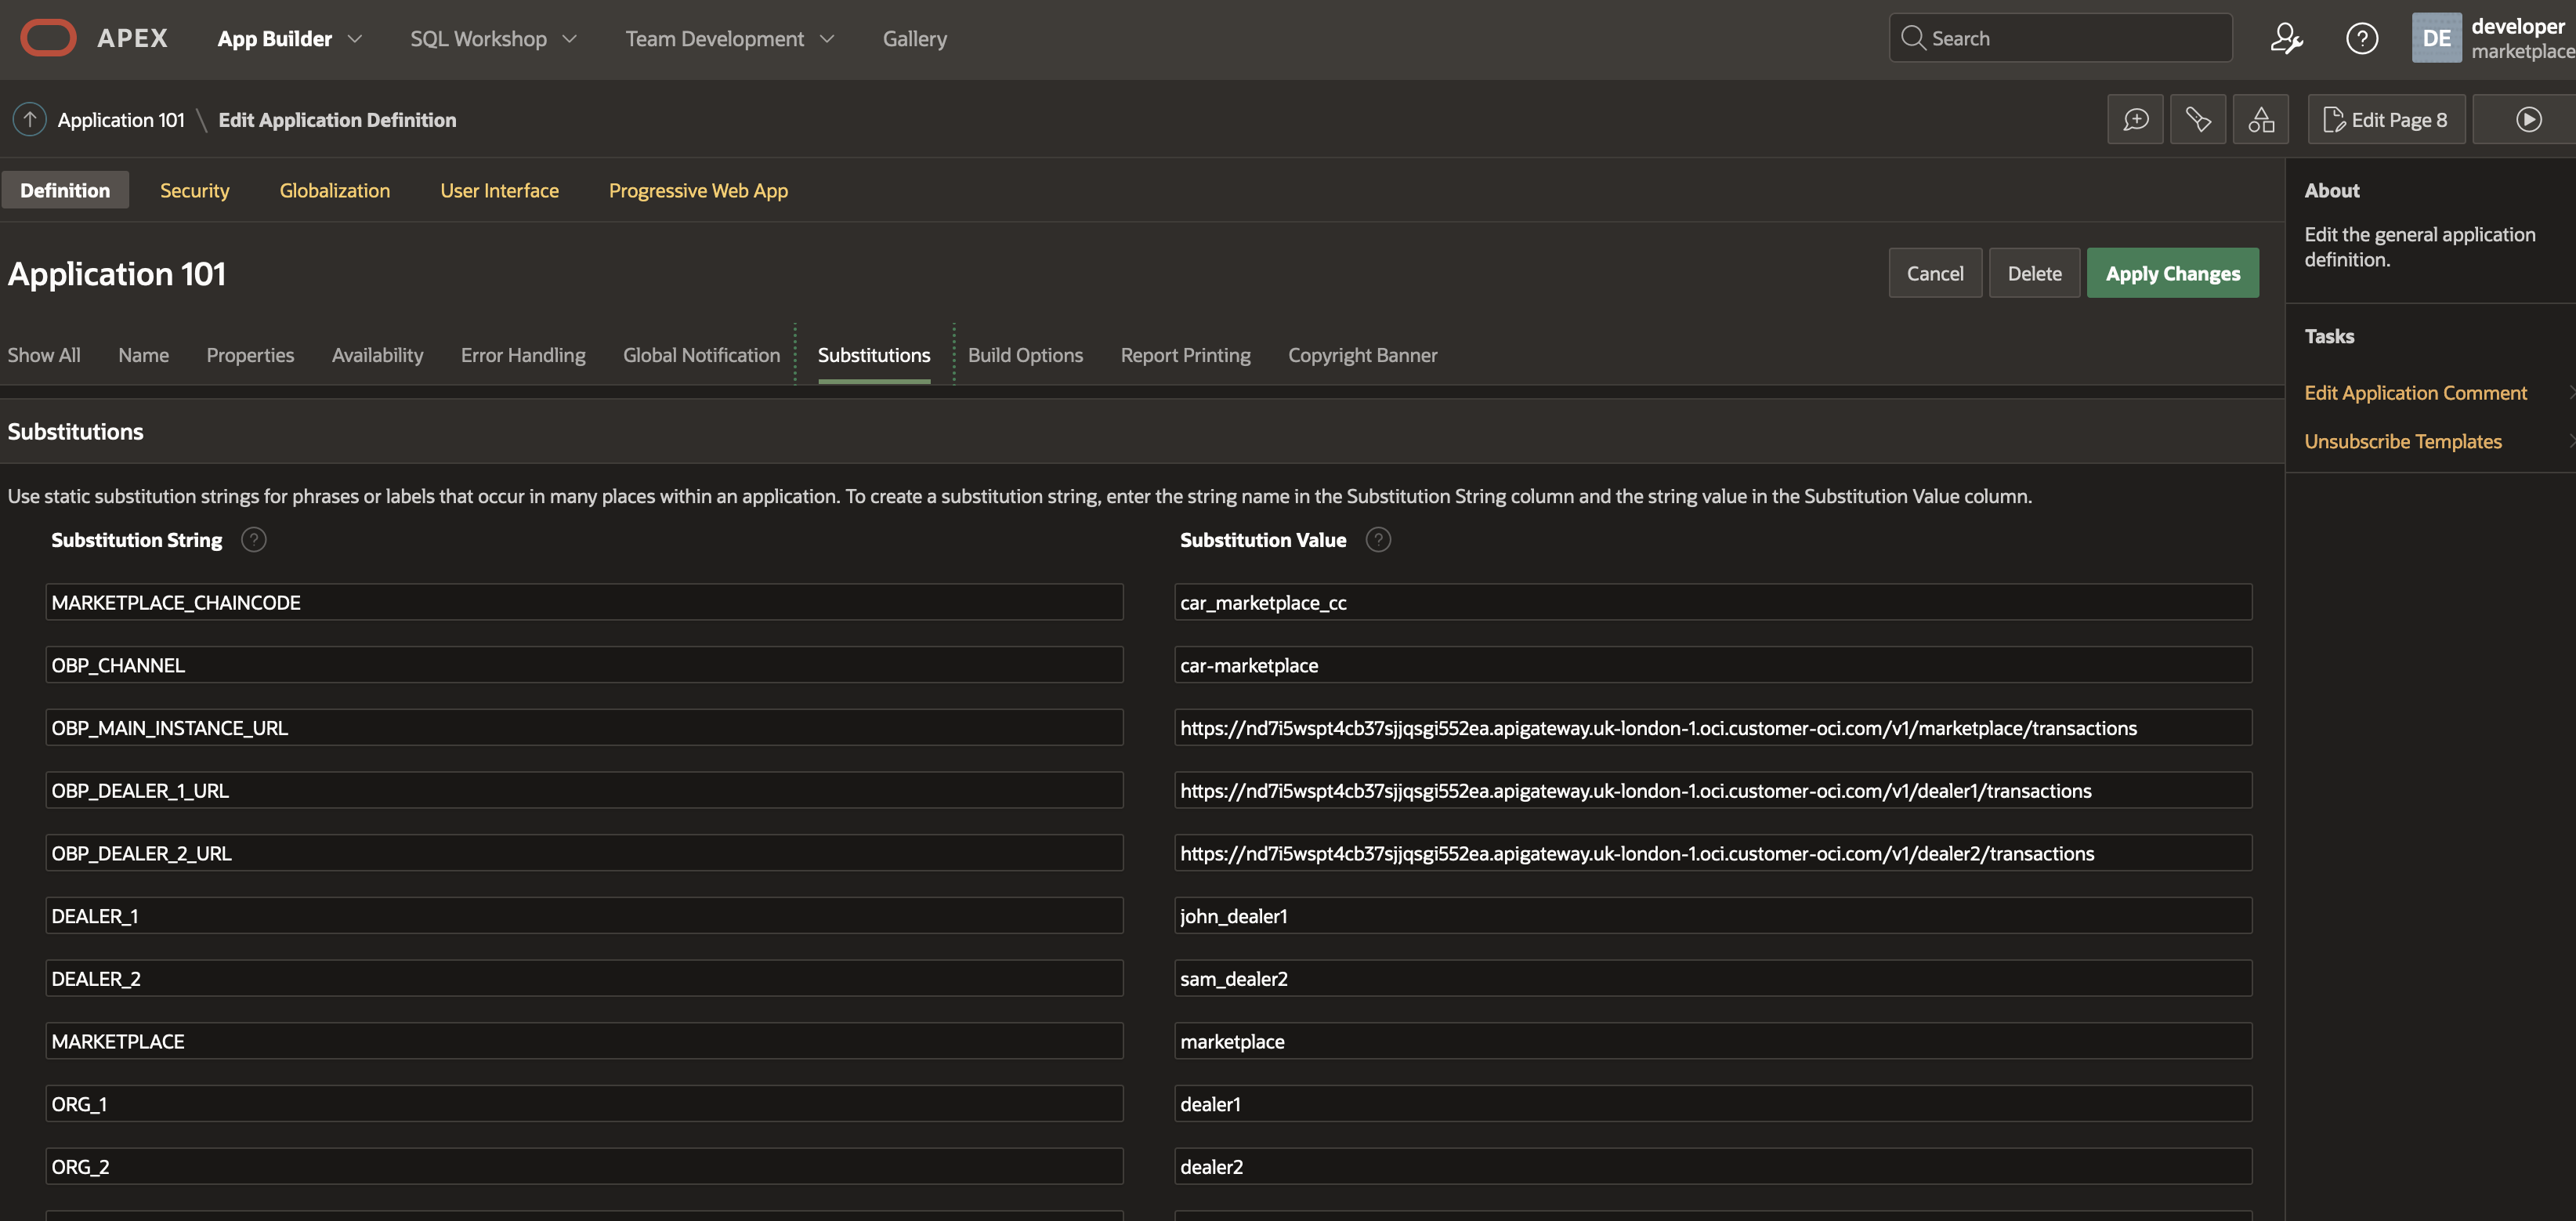 APEX App Builder SQL Workshop Team Development Gallery Search DE developer
marketplace
Application 101 \ Edit Application Definition Edit Page 8
Definition Security Globalization User Interface Progressive Web App
Application 101 Cancel Delete Apply Changes
Show All Name Properties Availability Error Handling Global Notification Substitutions Build Options Report Printing Copyright Banner
Substitutions
Use static substitution strings for phrases or labels that occur in many places within an application. To create a substitution string, enter the string name in the Substitution String column and the string value in the Substitution Value column.
Substitution String ? Substitution Value ?
MARKETPLACE_CHAINCODE car_marketplace_cc
OBP_CHANNEL car-marketplace
OBP_MAIN_INSTANCE_URL https://nd7i5wspt4cb37sjjqsgi552ea.apigateway.uk-london-1.oci.customer-oci.com/v1/marketplace/transactions
OBP_DEALER_1_URL https://nd7i5wspt4cb37sjjqsgi552ea.apigateway.uk-london-1.oci.customer-oci.com/v1/dealer1/transactions
OBP_DEALER_2_URL https://nd7i5wspt4cb37sjjqsgi552ea.apigateway.uk-london-1.oci.customer-oci.com/v1/dealer2/transactions
DEALER_1 john_dealer1
DEALER_2 sam_dealer2
MARKETPLACE marketplace
ORG_1 dealer1
ORG_2 dealer2
About
Edit the general application
definition.
Tasks
Edit Application Comment
Unsubscribe Templates